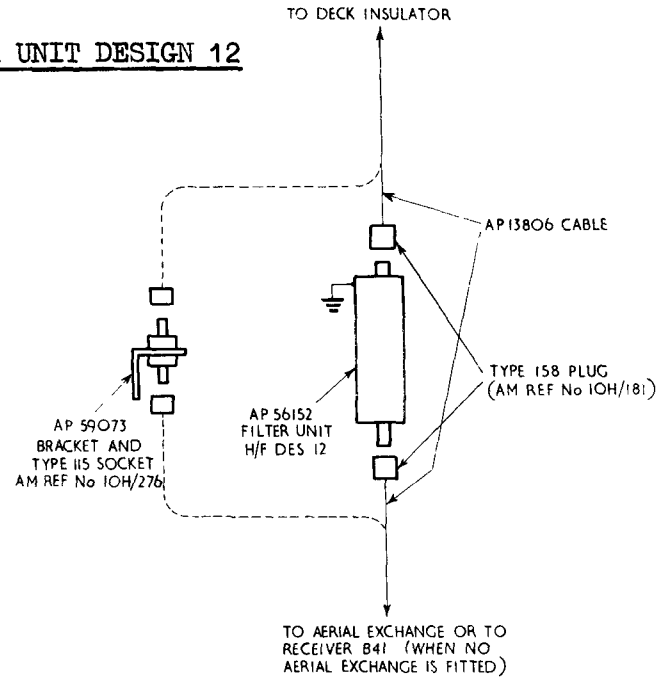 TO DECK INSULATOR
UNIT DESIGN 12
AP 13806 CABLE
TYPE 158 PLUG
(AM REF No 10H/181)
AP 59073
BRACKET AND
TYPE 115 SOCKET
AM REF No 10H/276
AP 56152
FILTER UNIT
H/F DES 12
TO AERIAL EXCHANGE OR TO
RECEIVER B41 (WHEN NO
AERIAL EXCHANGE IS FITTED)